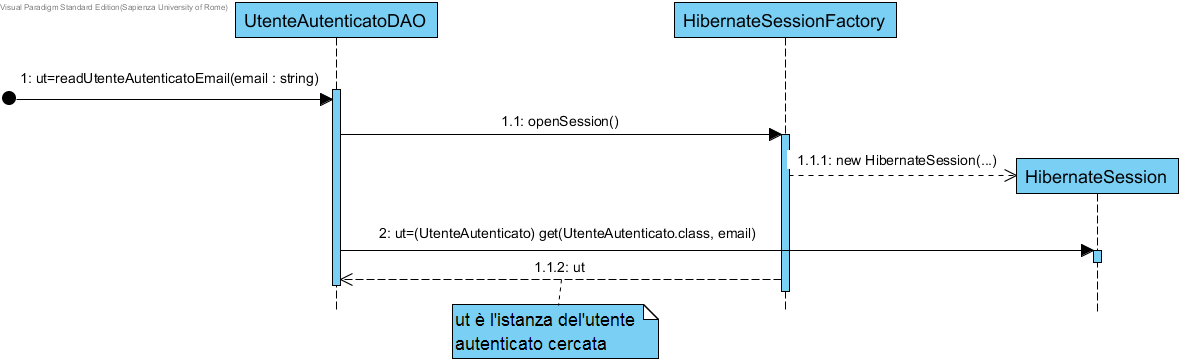 Visual Paradigm Standard Edition(Sapienza University of Rome)
UtenteAutenticatoDAO
HibernateSessionFactory
1: ut=readUtenteAutenticatoEmail(email : string)
1.1: openSession()
1.1.1: new HibernateSession(...)
HibernateSession
2: ut=(UtenteAutenticato) get(UtenteAutenticato.class, email)
1.1.2: ut
ut è l'istanza del'utente
autenticato cercata